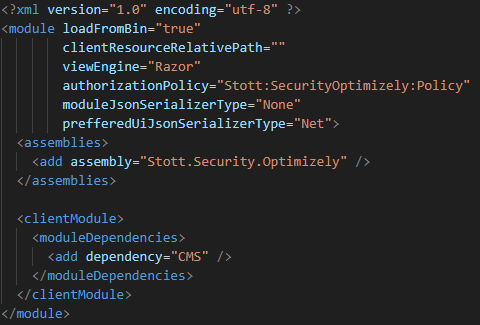 <?xml version="1.0" encoding="utf-8" ?>
<module loadFromBin="true"
        clientResourceRelativePath=""
        viewEngine="Razor"
        authorizationPolicy="Stott:SecurityOptimizely:Policy"
        moduleJsonSerializerType="None"
        prefferedUiJsonSerializerType="Net">
  <assemblies>
    <add assembly="Stott.Security.Optimizely" />
  </assemblies>

  <clientModule>
    <moduleDependencies>
      <add dependency="CMS" />
    </moduleDependencies>
  </clientModule>
</module>